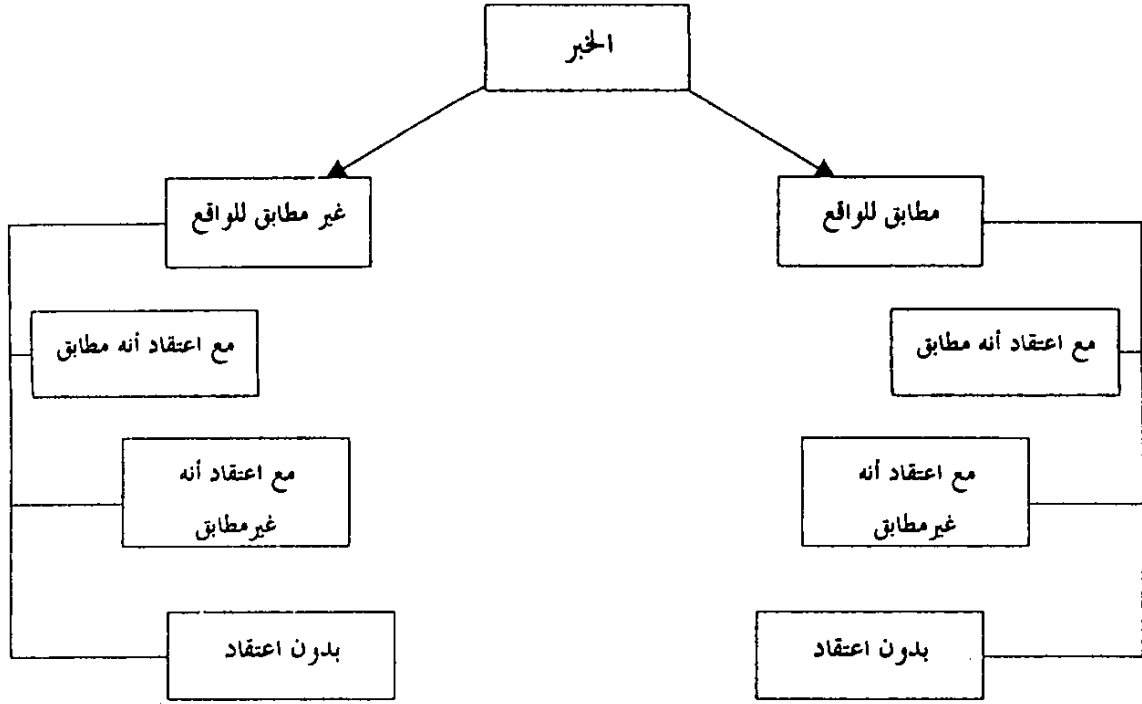 الخبر
مطابق للواقع
غير مطابق للواقع
مع اعتقاد أنه مطابق
مع اعتقاد أنه مطابق
مع اعتقاد أنه
غير مطابق
مع اعتقاد أنه
غير مطابق
بدون اعتقاد
بدون اعتقاد